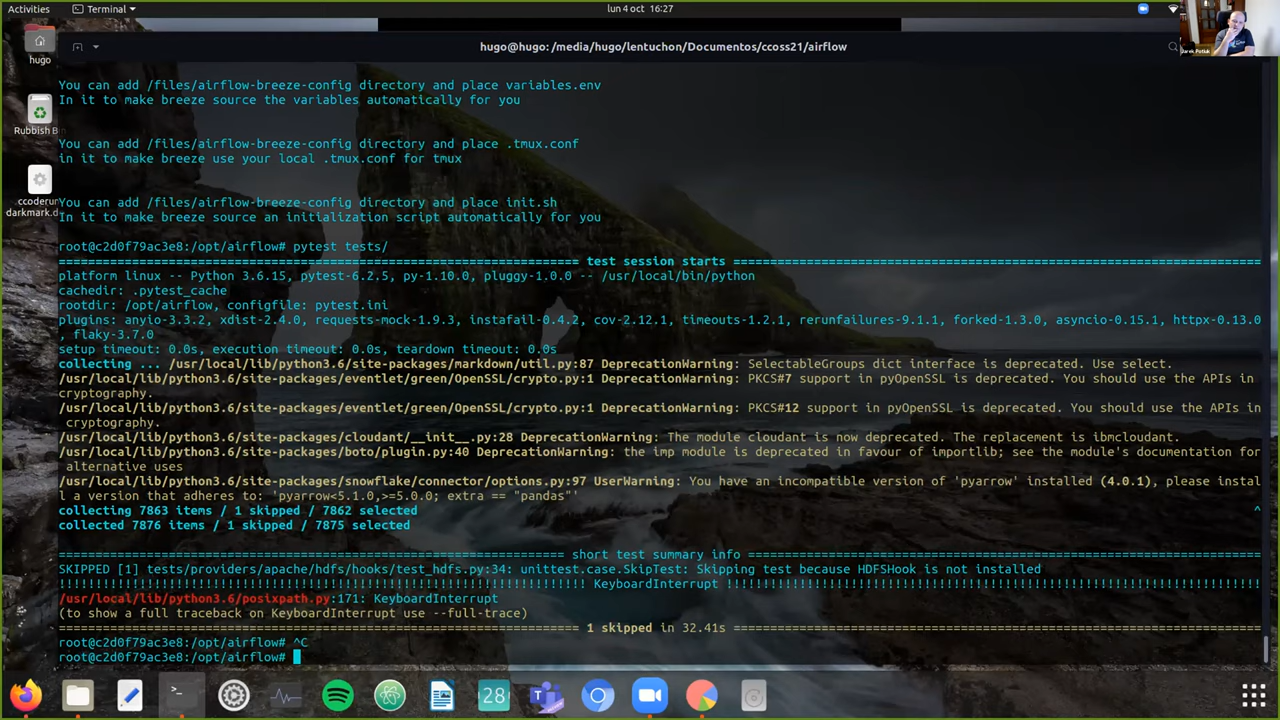 Activities
Terminal
lun 4 oct 16:27
hugo@hugo: /media/hugo/lentuchon/Documentos/ccoss21/airflow
Jarek Potiuk
hugo
Rubbish Bin
ccoderun
darkmark.d
You can add /files/airflow-breeze-config directory and place variables.env
In it to make breeze source the variables automatically for you
You can add /files/airflow-breeze-config directory and place .tmux.conf
in it to make breeze use your local .tmux.conf for tmux
You can add /files/airflow-breeze-config directory and place init.sh
In it to make breeze source an initialization script automatically for you
root@c2d0f79ac3e8:/opt/airflow# pytest tests/
======================================================================= test session starts ========================================================================
platform linux -- Python 3.6.15, pytest-6.2.5, py-1.10.0, pluggy-1.0.0 -- /usr/local/bin/python
cachedir: .pytest_cache
rootdir: /opt/airflow, configfile: pytest.ini
plugins: anyio-3.3.2, xdist-2.4.0, requests-mock-1.9.3, instafail-0.4.2, cov-2.12.1, timeouts-1.2.1, rerunfailures-9.1.1, forked-1.3.0, asyncio-0.15.1, httpx-0.13.0
, flaky-3.7.0
setup timeout: 0.0s, execution timeout: 0.0s, teardown timeout: 0.0s
collecting ... /usr/local/lib/python3.6/site-packages/markdown/util.py:87 DeprecationWarning: SelectableGroups dict interface is deprecated. Use select.
/usr/local/lib/python3.6/site-packages/eventlet/green/OpenSSL/crypto.py:1 DeprecationWarning: PKCS#7 support in pyOpenSSL is deprecated. You should use the APIs in
cryptography.
/usr/local/lib/python3.6/site-packages/eventlet/green/OpenSSL/crypto.py:1 DeprecationWarning: PKCS#12 support in pyOpenSSL is deprecated. You should use the APIs in
cryptography.
/usr/local/lib/python3.6/site-packages/cloudant/__init__.py:28 DeprecationWarning: The module cloudant is now deprecated. The replacement is ibmcloudant.
/usr/local/lib/python3.6/site-packages/boto/plugin.py:40 DeprecationWarning: the imp module is deprecated in favour of importlib; see the module's documentation for
alternative uses
/usr/local/lib/python3.6/site-packages/snowflake/connector/options.py:97 UserWarning: You have an incompatible version of 'pyarrow' installed (4.0.1), please instal
l a version that adheres to: 'pyarrow<5.1.0,>=5.0.0; extra == "pandas"'
collecting 7863 items / 1 skipped / 7862 selected ^
collected 7876 items / 1 skipped / 7875 selected
===================================================================== short test summary info ======================================================================
SKIPPED [1] tests/providers/apache/hdfs/hooks/test_hdfs.py:34: unittest.case.SkipTest: Skipping test because HDFSHook is not installed
!!!!!!!!!!!!!!!!!!!!!!!!!!!!!!!!!!!!!!!!!!!!!!!!!!!!!!!!!!!!!!!!!!!!!!!! KeyboardInterrupt !!!!!!!!!!!!!!!!!!!!!!!!!!!!!!!!!!!!!!!!!!!!!!!!!!!!!!!!!!!!!!!!!!!!!!!!!
/usr/local/lib/python3.6/posixpath.py:171: KeyboardInterrupt
(to show a full traceback on KeyboardInterrupt use --full-trace)
======================================================================= 1 skipped in 32.41s ========================================================================
root@c2d0f79ac3e8:/opt/airflow# ^C
root@c2d0f79ac3e8:/opt/airflow#
28